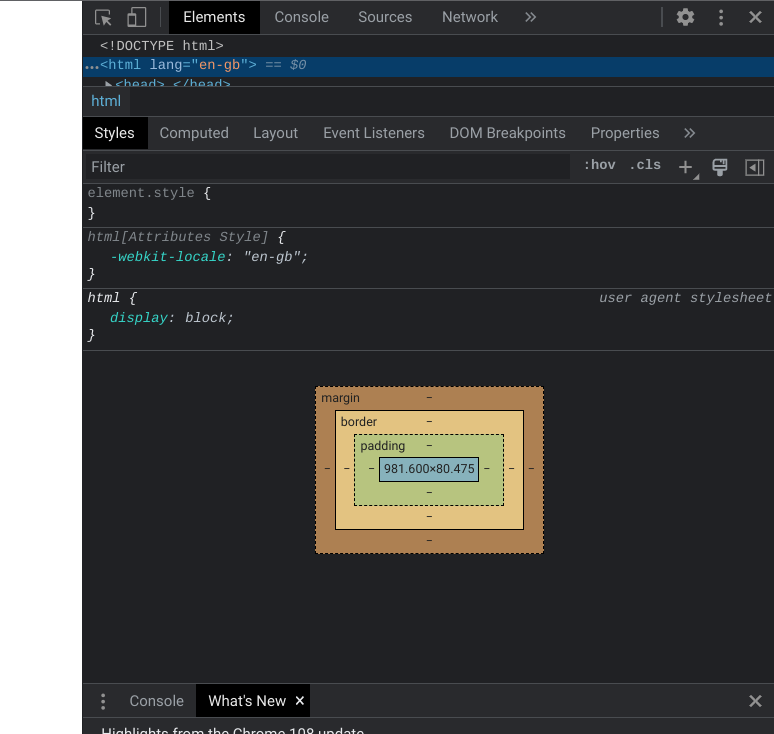 Elements Console Sources Network »
<!DOCTYPE html>
…<html lang="en-gb"> == $0
▶<head>…</head>
html
Styles Computed Layout Event Listeners DOM Breakpoints Properties »
Filter :hov .cls +
element.style {
}
html[Attributes Style] {
-webkit-locale: "en-gb";
}
html { user agent stylesheet
display: block;
}
margin –
border –
padding –
– – – 981.600×80.475 – – –
–
–
–
Console What's New ×
Highlights from the Chrome 108 update